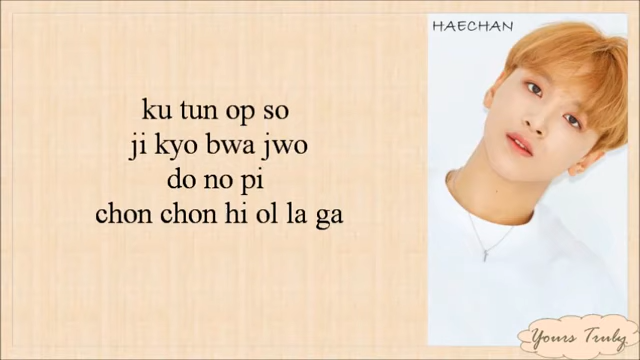 HAECHAN
ku tun op so
ji kyo bwa jwo
do no pi
chon chon hi ol la ga
Yours Truly